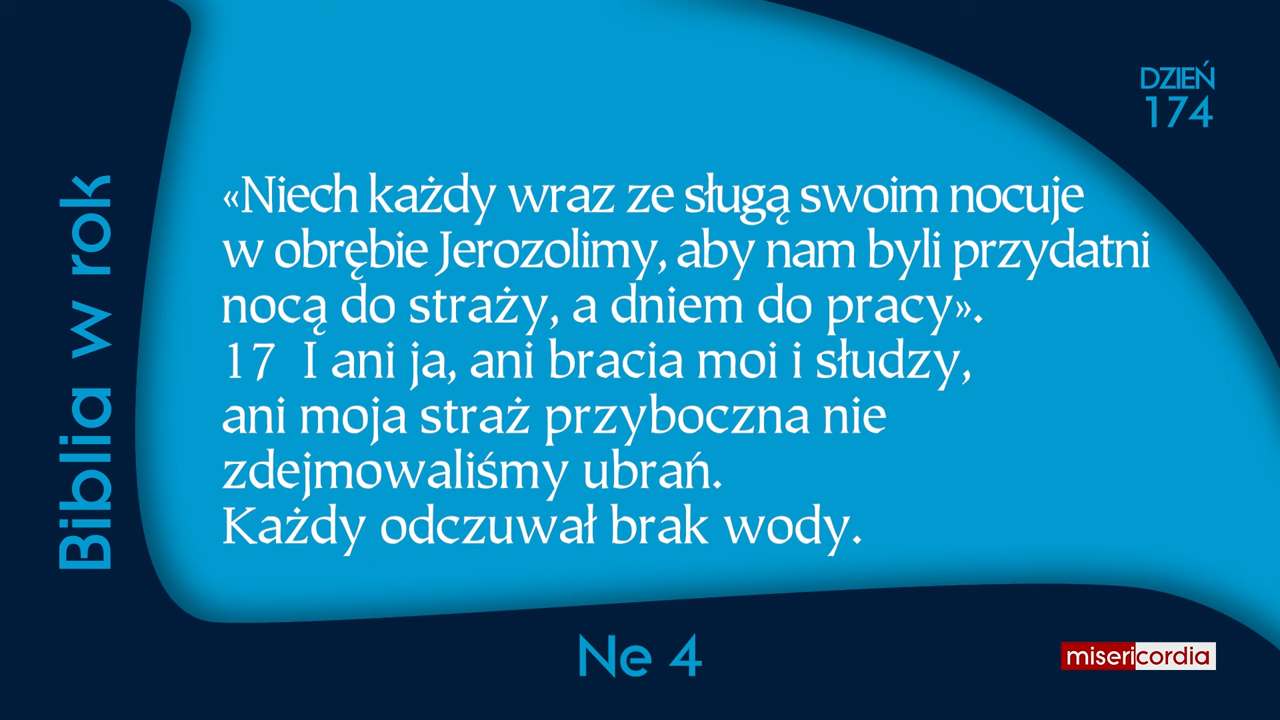 DZIEŃ
174
Biblia w rok
«Niech każdy wraz ze sługą swoim nocuje
w obrębie Jerozolimy, aby nam byli przydatni
nocą do straży, a dniem do pracy».
17 I ani ja, ani bracia moi i słudzy,
ani moja straż przyboczna nie
zdejmowaliśmy ubrań.
Każdy odczuwał brak wody.
Ne 4
misericordia